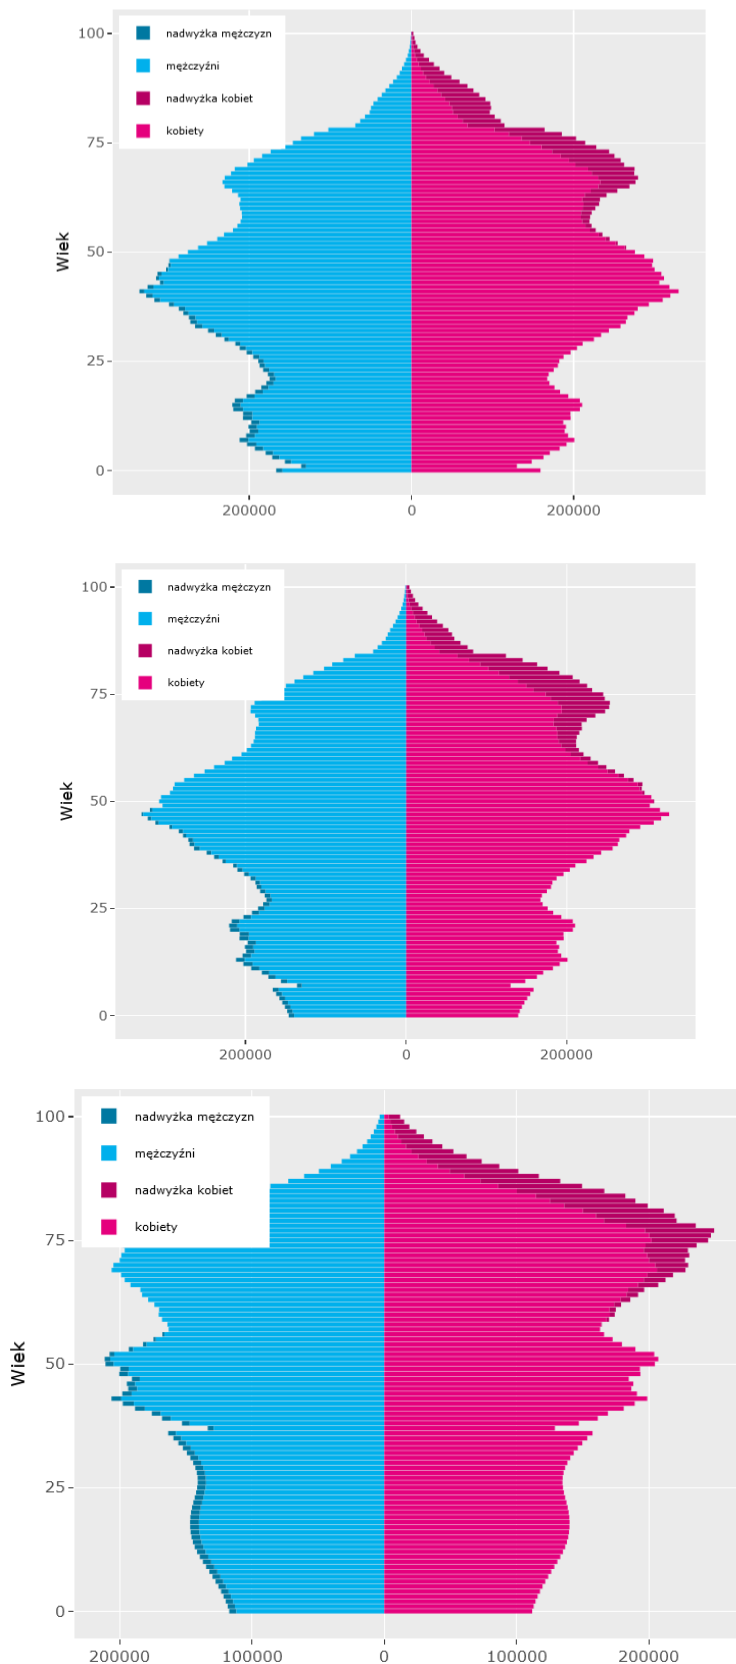 100
nadwyżka mężczyzn
mężczyźni
nadwyżka kobiet
kobiety
75
Wiek
50
25
0
200000 0 200000
100
nadwyżka mężczyzn
mężczyźni
nadwyżka kobiet
kobiety
75
Wiek
50
25
0
200000 0 200000
100
nadwyżka mężczyzn
mężczyźni
nadwyżka kobiet
kobiety
75
Wiek
50
25
0
200000 100000 0 100000 200000